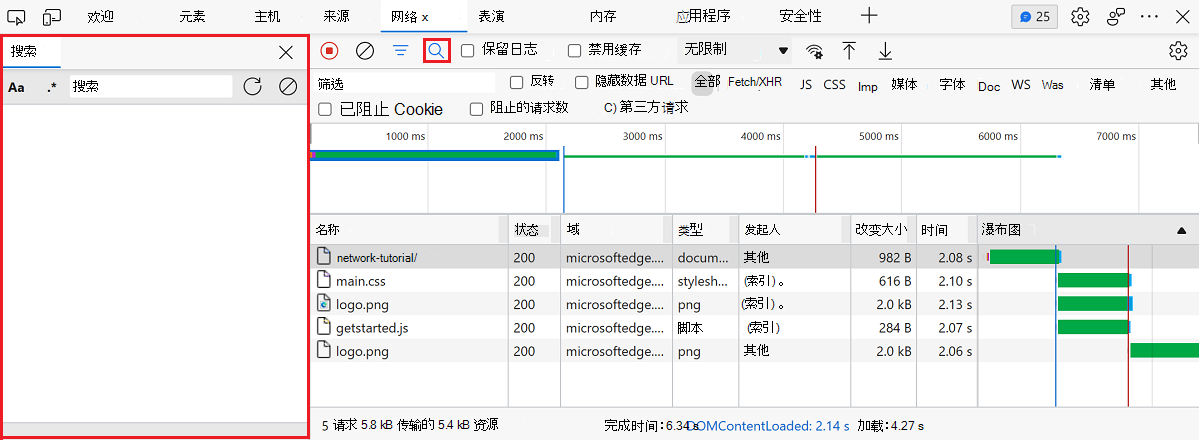 欢迎 元素 主机 来源 网络 x 表演 内存 应用程序 安全性 25
搜索
保留日志 禁用缓存 无限制
Aa .* 搜索
筛选 反转 隐藏数据 URL 全部 Fetch/XHR JS CSS Imp 媒体 字体 Doc WS Was 清单 其他
已阻止 Cookie 阻止的请求数 C) 第三方请求
1000 ms 2000 ms 3000 ms 4000 ms 5000 ms 6000 ms 7000 ms
名称 状态 域 类型 发起人 改变大小 时间 瀑布图
network-tutorial/ 200 microsoftedge.... docum... 其他 982 B 2.08 s
main.css 200 microsoftedge.... stylesh... (索引) 。 616 B 2.10 s
logo.png 200 microsoftedge.... png (索引) 。 2.0 kB 2.13 s
getstarted.js 200 microsoftedge.... 脚本 (索引) 284 B 2.07 s
logo.png 200 microsoftedge.... png 其他 2.0 kB 2.06 s
5 请求 5.8 kB 传输的 5.4 kB 资源 完成时间：6.34 s DOMContentLoaded: 2.14 s 加载：4.27 s